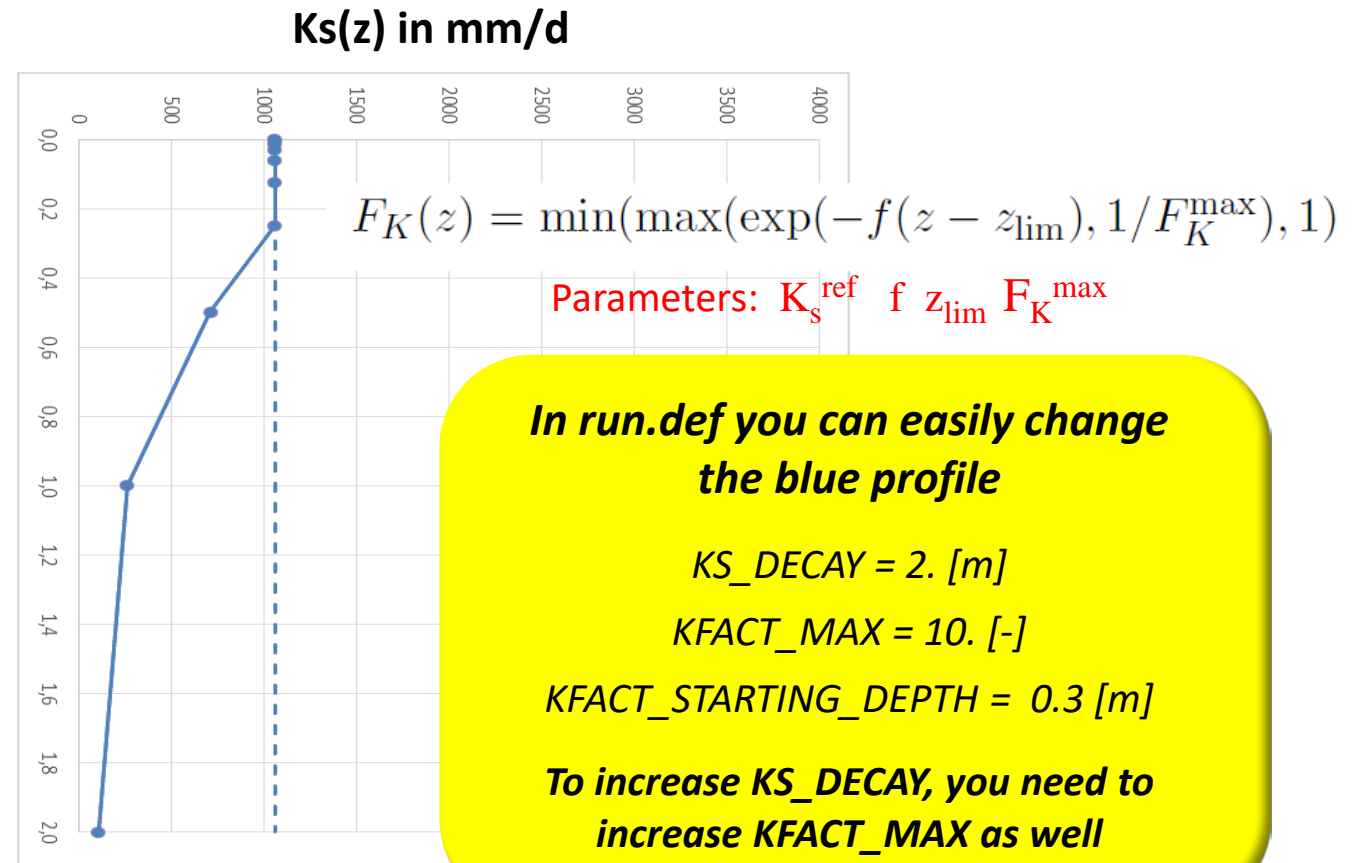 Ks(z) in mm/d
0 500 1000 1500 2000 2500 3000 3500 4000
0,0
0,2
0,4
0,6
0,8
1,0
1,2
1,4
1,6
1,8
2,0
F_K(z) = min(max(exp(−f(z − z_lim), 1/F_K^max), 1)
Parameters: K_s^ref f z_lim F_K^max
In run.def you can easily change
the blue profile
KS_DECAY = 2. [m]
KFACT_MAX = 10. [-]
KFACT_STARTING_DEPTH = 0.3 [m]
To increase KS_DECAY, you need to
increase KFACT_MAX as well